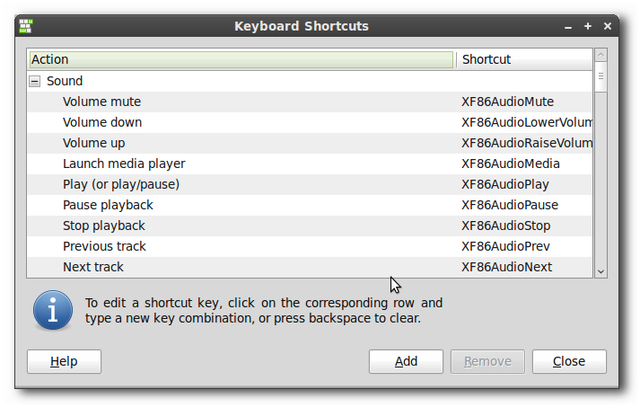 Keyboard Shortcuts
Action Shortcut
Sound
Volume mute XF86AudioMute
Volume down XF86AudioLowerVolum
Volume up XF86AudioRaiseVolum
Launch media player XF86AudioMedia
Play (or play/pause) XF86AudioPlay
Pause playback XF86AudioPause
Stop playback XF86AudioStop
Previous track XF86AudioPrev
Next track XF86AudioNext
To edit a shortcut key, click on the corresponding row and
type a new key combination, or press backspace to clear.
Help Add Remove Close